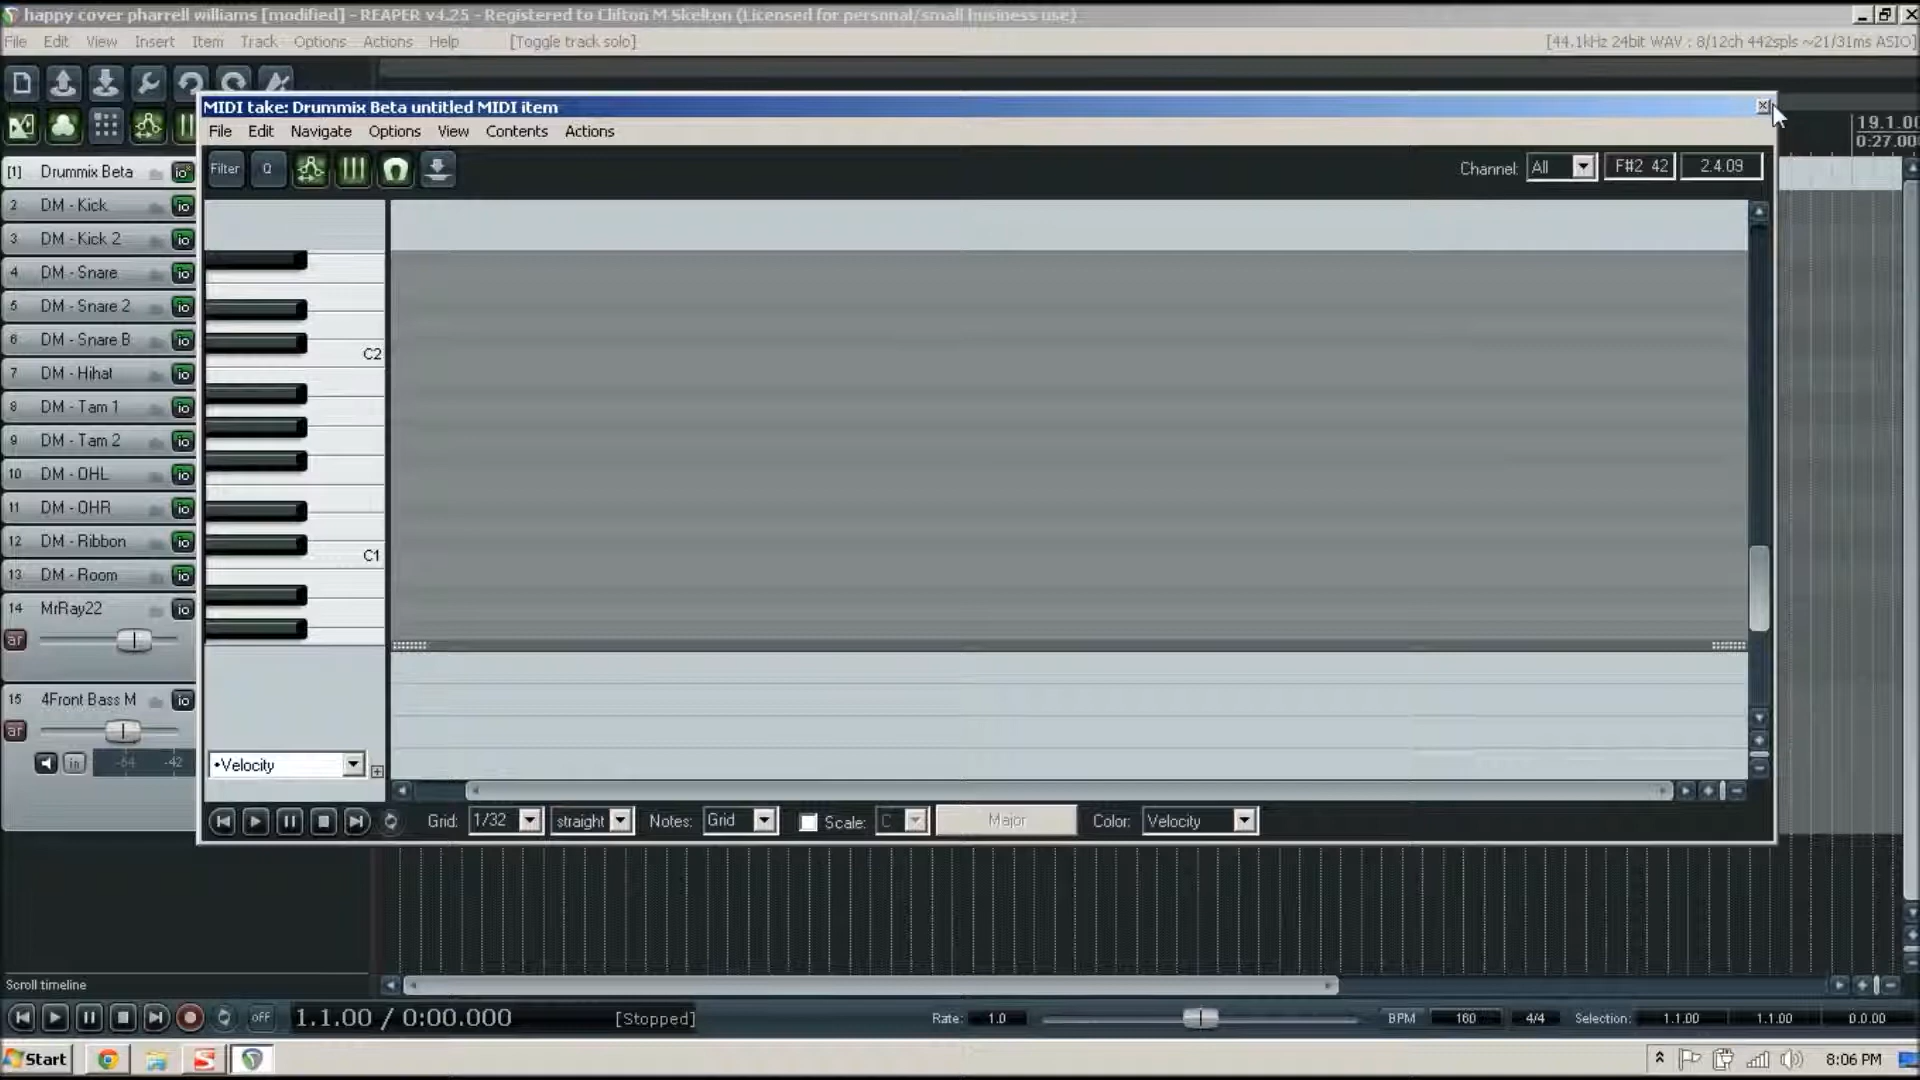 happy cover pharrell williams [modified] - REAPER v4.25 - Registered to Clifton M Skelton (Licensed for personal/small business use)
File Edit View Insert Item Track Options Actions Help [Toggle track solo] [44.1kHz 24bit WAV : 8/12ch 442spls ~21/31ms ASIO]
MIDI take: Drummix Beta untitled MIDI item
File Edit Navigate Options View Contents Actions
19.1.00
0:27.00
Filter Q Channel: All F#2 42 2.4.09
[1] Drummix Beta io
2 DM - Kick io
3 DM - Kick 2 io
4 DM - Snare io
5 DM - Snare 2 io
6 DM - Snare B io
7 DM - Hihat io
8 DM - Tam 1 io
9 DM - Tam 2 io
10 DM - OHL io
11 DM - OHR io
12 DM - Ribbon io
13 DM - Room io
14 MrRay22 io
ar
15 4Front Bass M io
ar
in -64 -42
C2
C1
•Velocity
Grid: 1/32 straight Notes: Grid Scale: C Major Color: Velocity
Scroll timeline
off 1.1.00 / 0:00.000 [Stopped] Rate: 1.0 BPM 160 4/4 Selection: 1.1.00 1.1.00 0.0.00
Start 8:06 PM